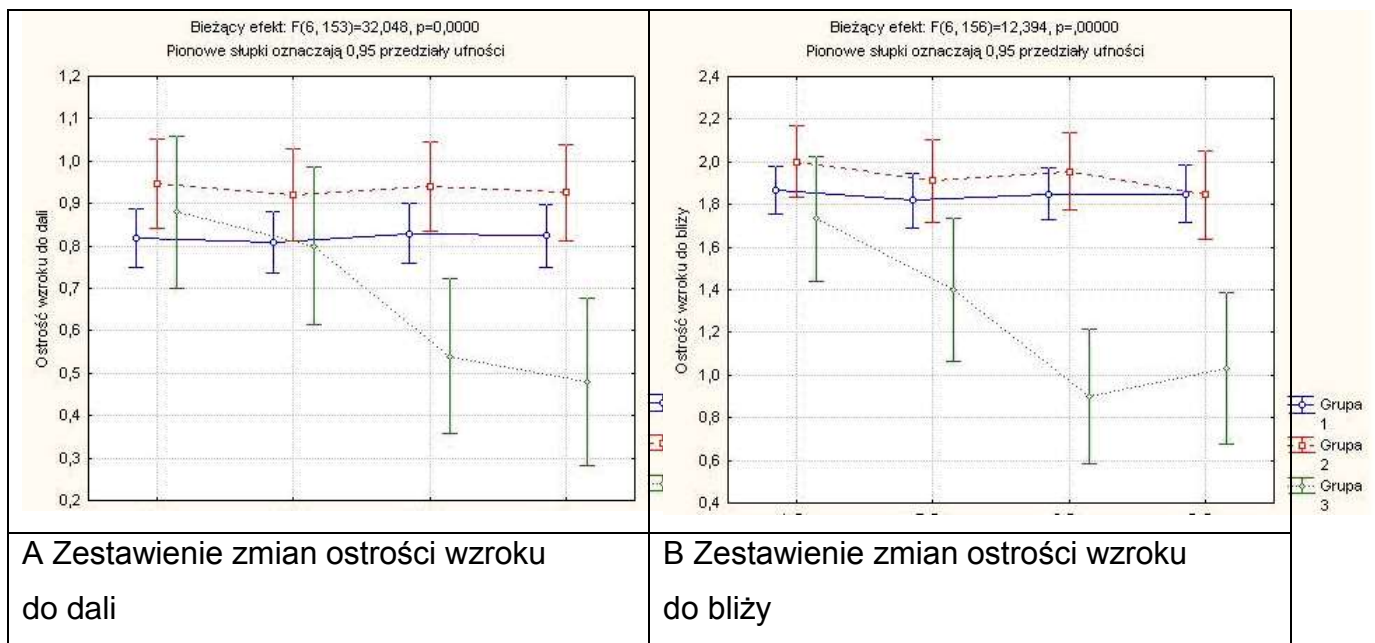 Bieżący efekt: F(6, 153)=32,048, p=0,0000
Pionowe słupki oznaczają 0,95 przedziały ufności
1,2
1,1
1,0
0,9
0,8
0,7
0,6
0,5
0,4
0,3
0,2
Ostrość wzroku do dali
Bieżący efekt: F(6, 156)=12,394, p=,00000
Pionowe słupki oznaczają 0,95 przedziały ufności
2,4
2,2
2,0
1,8
1,6
1,4
1,2
1,0
0,8
0,6
0,4
Ostrość wzroku do bliży
Grupa
1
Grupa
2
Grupa
3
A Zestawienie zmian ostrości wzroku
do dali
B Zestawienie zmian ostrości wzroku
do bliży